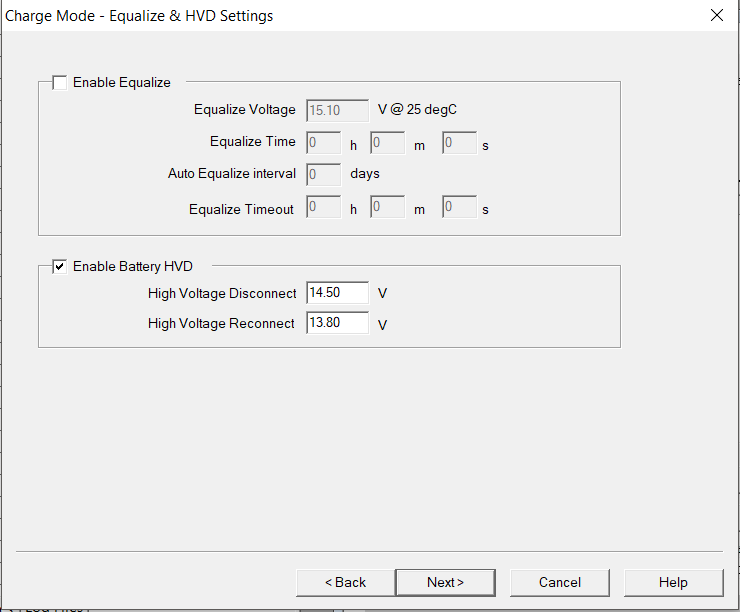 Charge Mode - Equalize & HVD Settings
Enable Equalize
Equalize Voltage 15.10 V @ 25 degC
Equalize Time 0 h 0 m 0 s
Auto Equalize interval 0 days
Equalize Timeout 0 h 0 m 0 s
Enable Battery HVD
High Voltage Disconnect 14.50 V
High Voltage Reconnect 13.80 V
< Back Next > Cancel Help